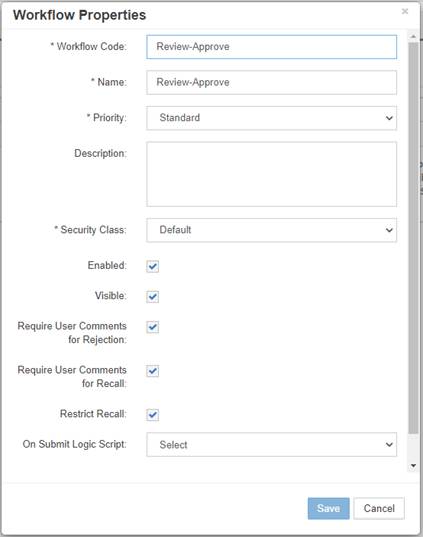 Workflow Properties ×
* Workflow Code: Review-Approve
* Name: Review-Approve
* Priority: Standard
Description:
* Security Class: Default
Enabled:
Visible:
Require User Comments
for Rejection:
Require User Comments
for Recall:
Restrict Recall:
On Submit Logic Script: Select
Save Cancel